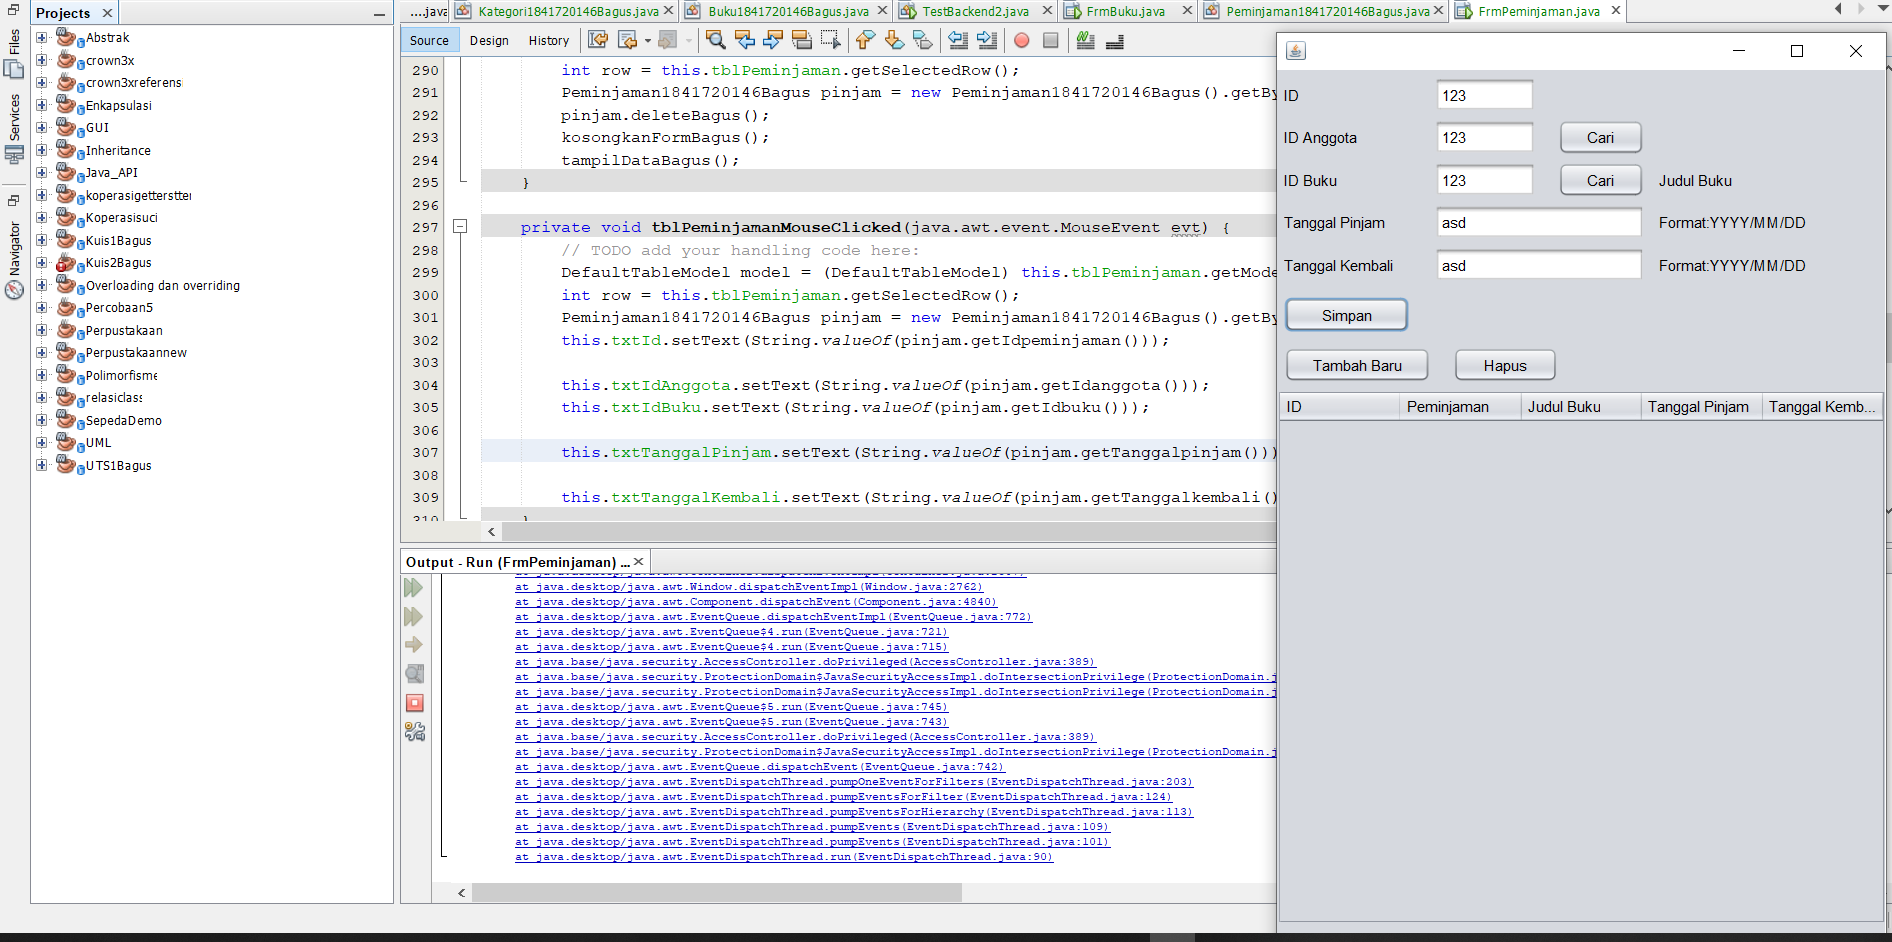 Files
Services
Navigator
Projects
Abstrak
crown3x
crown3xreferensi
Enkapsulasi
GUI
Inheritance
Java_API
koperasigetterstter
Koperasisuci
Kuis1Bagus
Kuis2Bagus
Overloading dan overriding
Percobaan5
Perpustakaan
Perpustakaannew
Polimorfisme
relasiclass
SepedaDemo
UML
UTS1Bagus
....java
Kategori1841720146Bagus.java
Buku1841720146Bagus.java
TestBackend2.java
FrmBuku.java
Peminjaman1841720146Bagus.java
FrmPeminjaman.java
Source Design History
290 int row = this.tblPeminjaman.getSelectedRow();
291 Peminjaman1841720146Bagus pinjam = new Peminjaman1841720146Bagus().getBy
292 pinjam.deleteBagus();
293 kosongkanFormBagus();
294 tampilDataBagus();
295 }
296
297 private void tblPeminjamanMouseClicked(java.awt.event.MouseEvent evt) {
298 // TODO add your handling code here:
299 DefaultTableModel model = (DefaultTableModel) this.tblPeminjaman.getMode
300 int row = this.tblPeminjaman.getSelectedRow();
301 Peminjaman1841720146Bagus pinjam = new Peminjaman1841720146Bagus().getBy
302 this.txtId.setText(String.valueOf(pinjam.getIdpeminjaman()));
303
304 this.txtIdAnggota.setText(String.valueOf(pinjam.getIdanggota()));
305 this.txtIdBuku.setText(String.valueOf(pinjam.getIdbuku()));
306
307 this.txtTanggalPinjam.setText(String.valueOf(pinjam.getTanggalpinjam()))
308
309 this.txtTanggalKembali.setText(String.valueOf(pinjam.getTanggalkembali()
310 }
Output - Run (FrmPeminjaman) ...
at java.desktop/java.awt.Window.dispatchEventImpl(Window.java:2762)
at java.desktop/java.awt.Component.dispatchEvent(Component.java:4840)
at java.desktop/java.awt.EventQueue.dispatchEventImpl(EventQueue.java:772)
at java.desktop/java.awt.EventQueue$4.run(EventQueue.java:721)
at java.desktop/java.awt.EventQueue$4.run(EventQueue.java:715)
at java.base/java.security.AccessController.doPrivileged(AccessController.java:389)
at java.base/java.security.ProtectionDomain$JavaSecurityAccessImpl.doIntersectionPrivilege(ProtectionDomain.j
at java.base/java.security.ProtectionDomain$JavaSecurityAccessImpl.doIntersectionPrivilege(ProtectionDomain.j
at java.desktop/java.awt.EventQueue$5.run(EventQueue.java:745)
at java.desktop/java.awt.EventQueue$5.run(EventQueue.java:743)
at java.base/java.security.AccessController.doPrivileged(AccessController.java:389)
at java.base/java.security.ProtectionDomain$JavaSecurityAccessImpl.doIntersectionPrivilege(ProtectionDomain.j
at java.desktop/java.awt.EventQueue.dispatchEvent(EventQueue.java:742)
at java.desktop/java.awt.EventDispatchThread.pumpOneEventForFilters(EventDispatchThread.java:203)
at java.desktop/java.awt.EventDispatchThread.pumpEventsForFilter(EventDispatchThread.java:124)
at java.desktop/java.awt.EventDispatchThread.pumpEventsForHierarchy(EventDispatchThread.java:113)
at java.desktop/java.awt.EventDispatchThread.pumpEvents(EventDispatchThread.java:109)
at java.desktop/java.awt.EventDispatchThread.pumpEvents(EventDispatchThread.java:101)
at java.desktop/java.awt.EventDispatchThread.run(EventDispatchThread.java:90)
ID 123
ID Anggota 123 Cari
ID Buku 123 Cari Judul Buku
Tanggal Pinjam asd Format:YYYY/MM/DD
Tanggal Kembali asd Format:YYYY/MM/DD
Simpan
Tambah Baru Hapus
ID Peminjaman Judul Buku Tanggal Pinjam Tanggal Kemb...